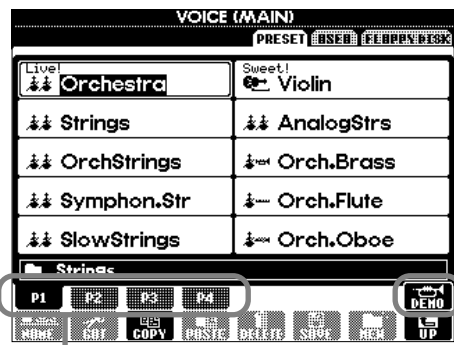 VOICE (MAIN)
PRESET USER FLOPPY DISK
Live! Sweet!
Orchestra Violin
Strings AnalogStrs
OrchStrings Orch.Brass
Symphon.Str Orch.Flute
SlowStrings Orch.Oboe
Strings
P1 P2 P3 P4 DEMO
NAME CUT COPY PASTE DELETE SAVE NEW UP